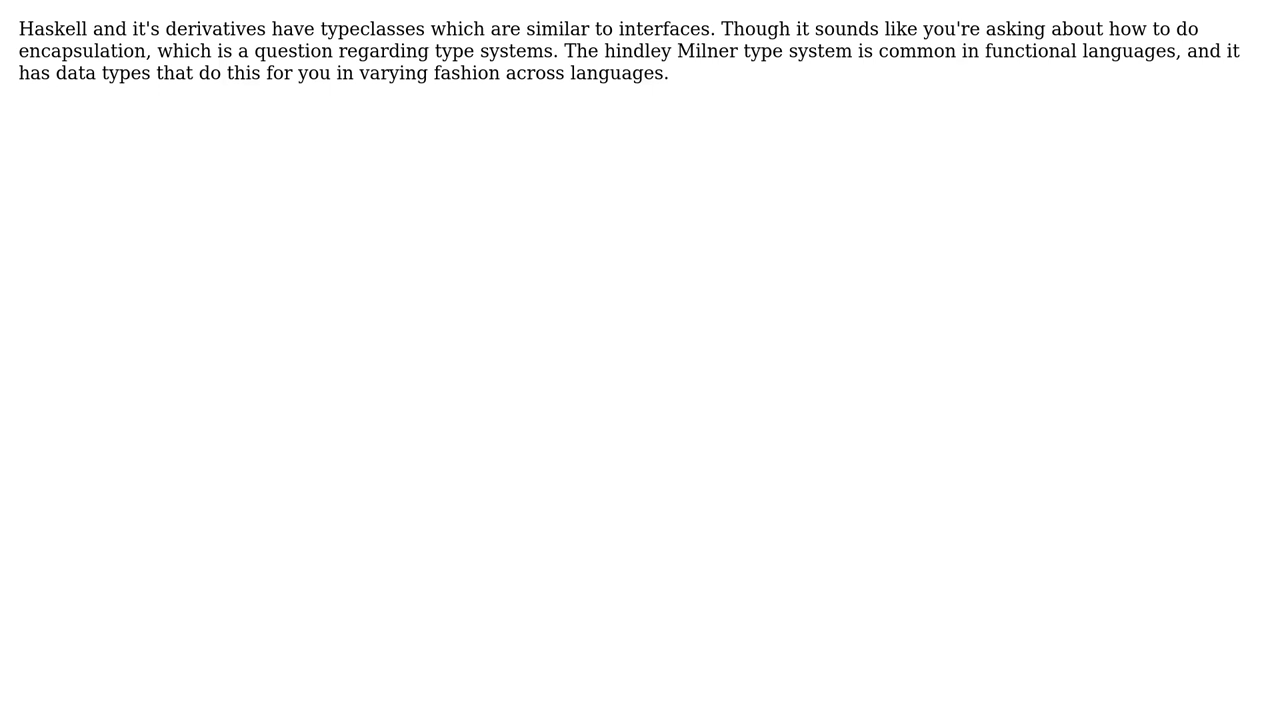 Haskell and it's derivatives have typeclasses which are similar to interfaces. Though it sounds like you're asking about how to do
encapsulation, which is a question regarding type systems. The hindley Milner type system is common in functional languages, and it
has data types that do this for you in varying fashion across languages.